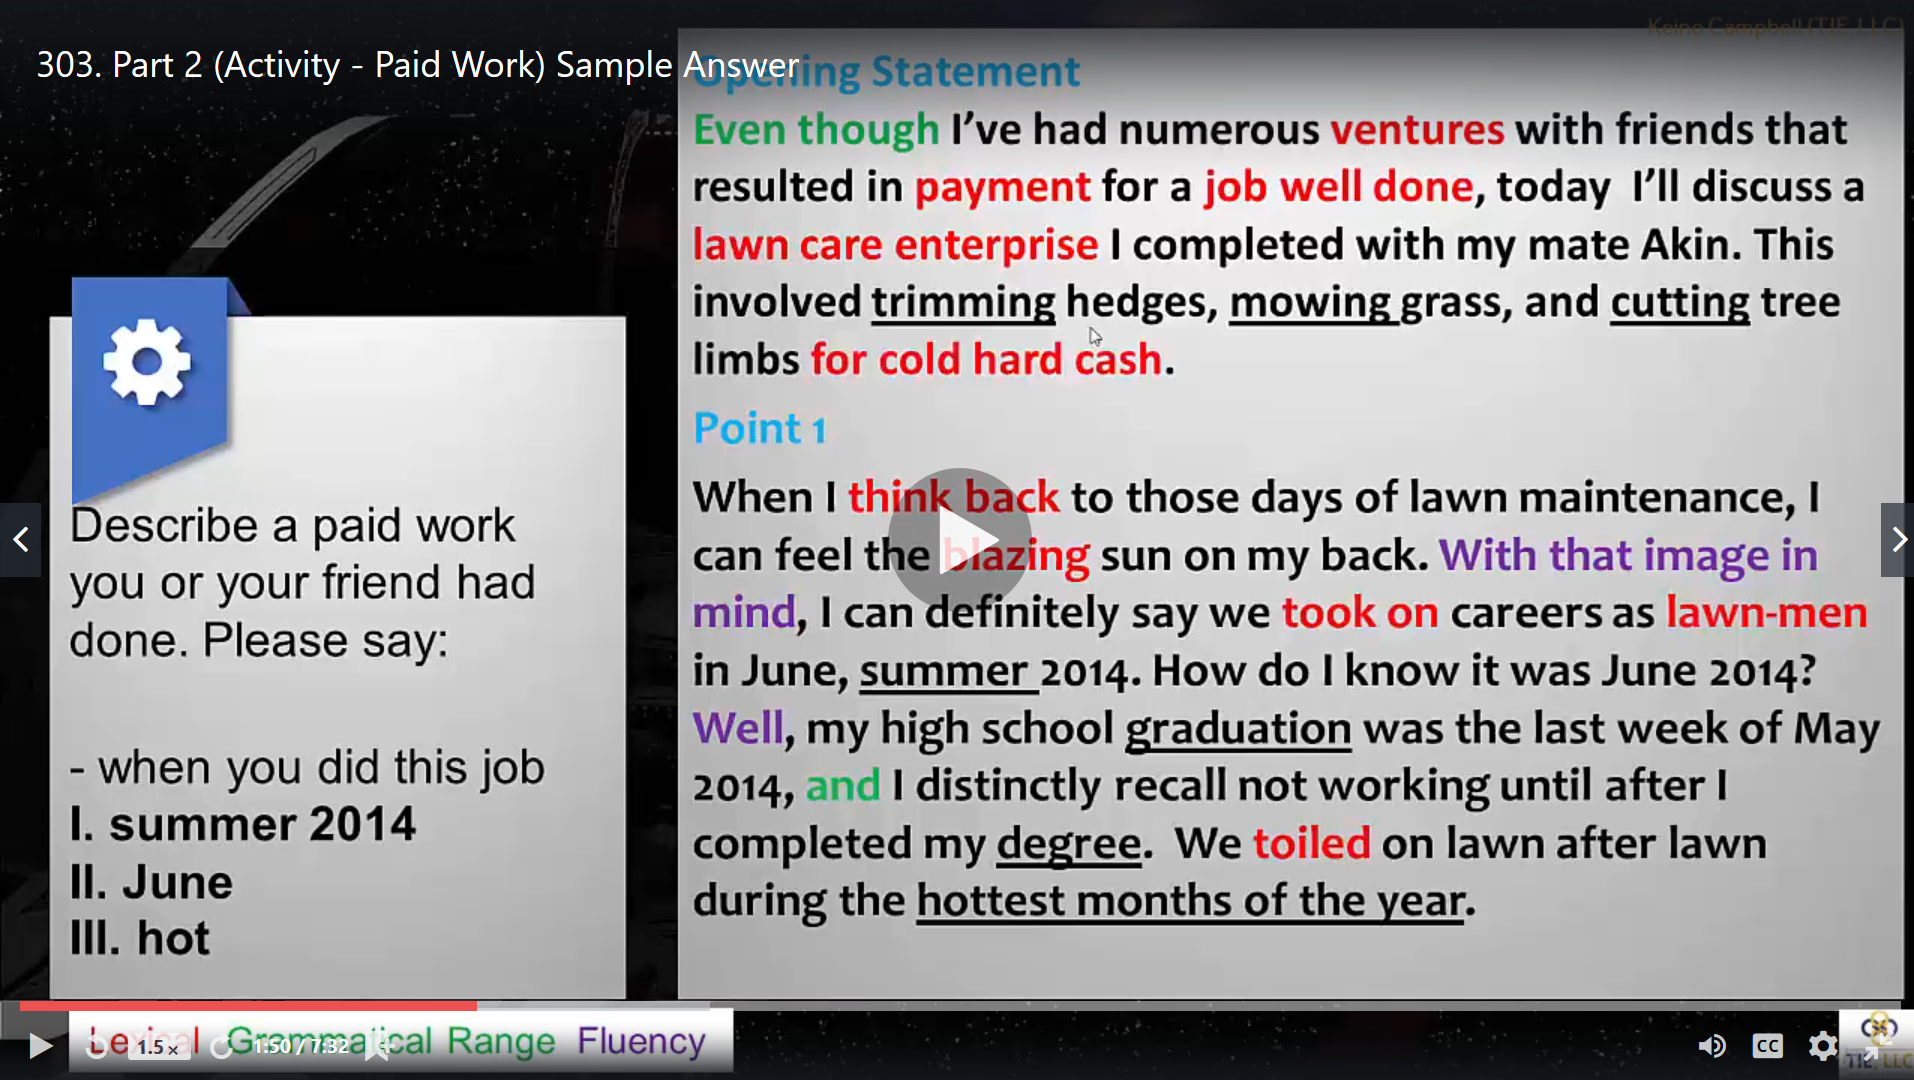 Keino Campbell (TIE, LLC)
303. Part 2 (Activity - Paid Work) Sample Answer
Opening Statement
Even though I've had numerous ventures with friends that
resulted in payment for a job well done, today I'll discuss a
lawn care enterprise I completed with my mate Akin. This
involved trimming hedges, mowing grass, and cutting tree
limbs for cold hard cash.
Point 1
When I think back to those days of lawn maintenance, I
can feel the blazing sun on my back. With that image in
mind, I can definitely say we took on careers as lawn-men
in June, summer 2014. How do I know it was June 2014?
Well, my high school graduation was the last week of May
2014, and I distinctly recall not working until after I
completed my degree. We toiled on lawn after lawn
during the hottest months of the year.
Describe a paid work
you or your friend had
done. Please say:
- when you did this job
I. summer 2014
II. June
III. hot
Lexical Grammatical Range Fluency
1.5×
1:50 / 7:32
CC
TIE, LLC